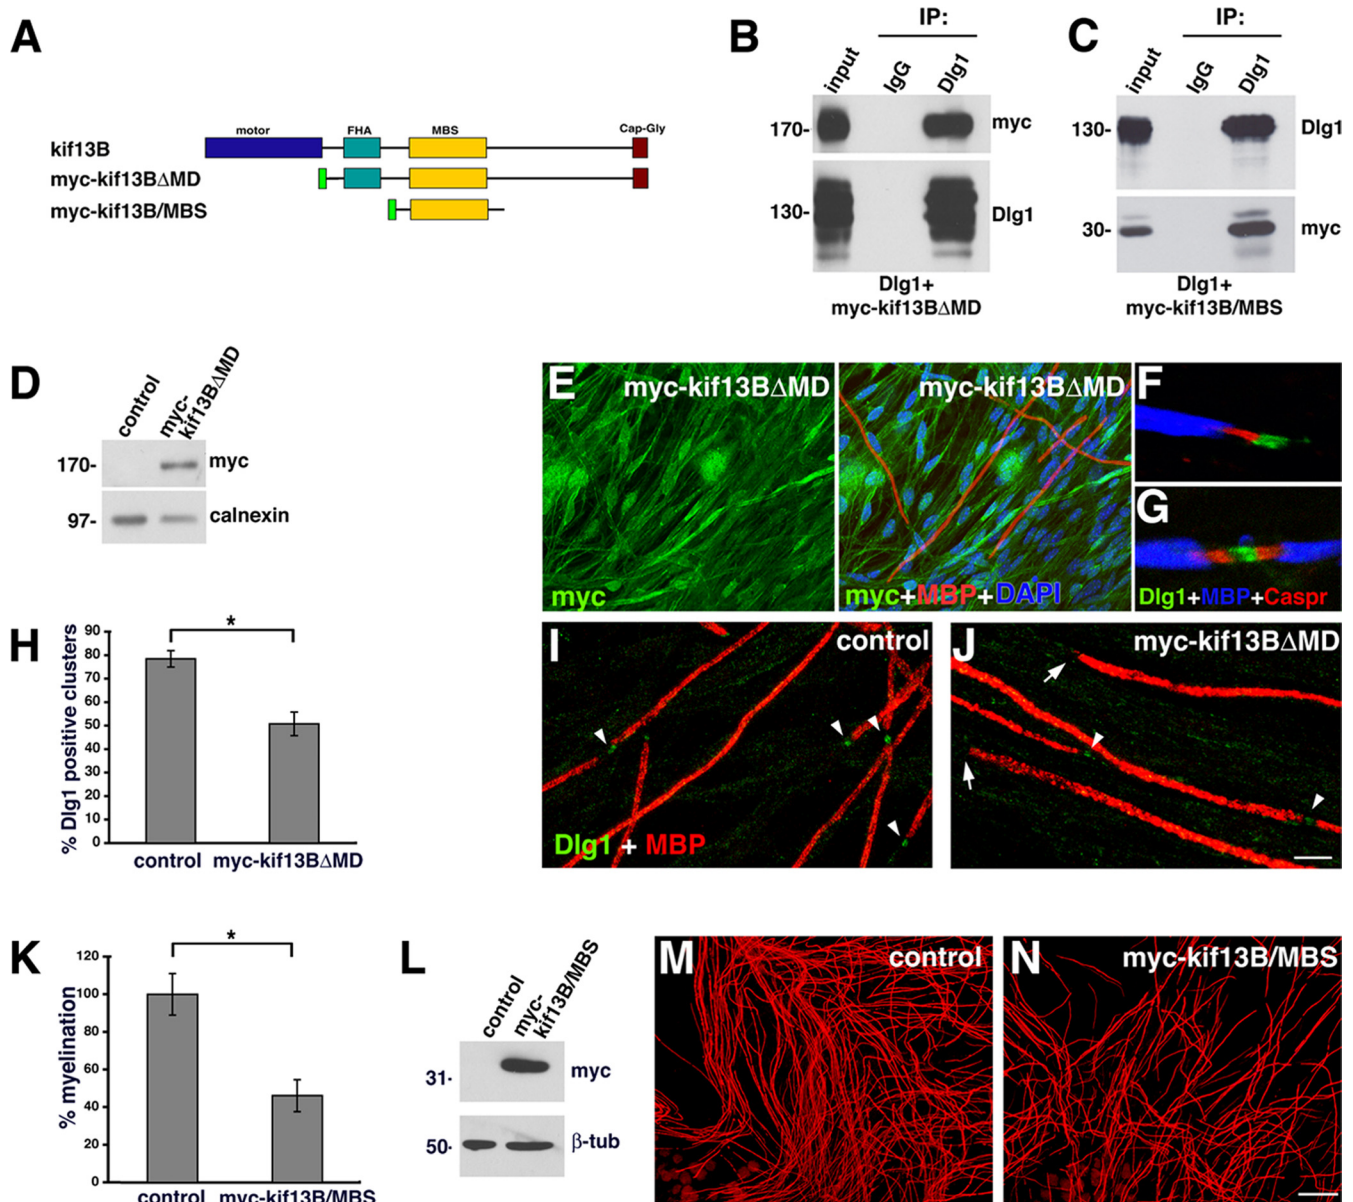 A
motor FHA MBS Cap-Gly
kif13B
myc-kif13BΔMD
myc-kif13B/MBS
B
IP:
input IgG Dlg1
170- myc
130- Dlg1
Dlg1+
myc-kif13BΔMD
C
IP:
input IgG Dlg1
130- Dlg1
30- myc
Dlg1+
myc-kif13B/MBS
D
control
myc-
kif13BΔMD
170- myc
97- calnexin
E
myc-kif13BΔMD
myc
myc-kif13BΔMD
myc+MBP+DAPI
F
G
Dlg1+MBP+Caspr
H
% Dlg1 positive clusters
90
80
70
60
50
40
30
20
10
0
*
control myc-kif13BΔMD
I
control
Dlg1 + MBP
J
myc-kif13BΔMD
K
% myelination
120
100
80
60
40
20
0
*
control myc-kif13B/MBS
L
control
myc-
kif13B/MBS
31- myc
50- β-tub
M
control
N
myc-kif13B/MBS